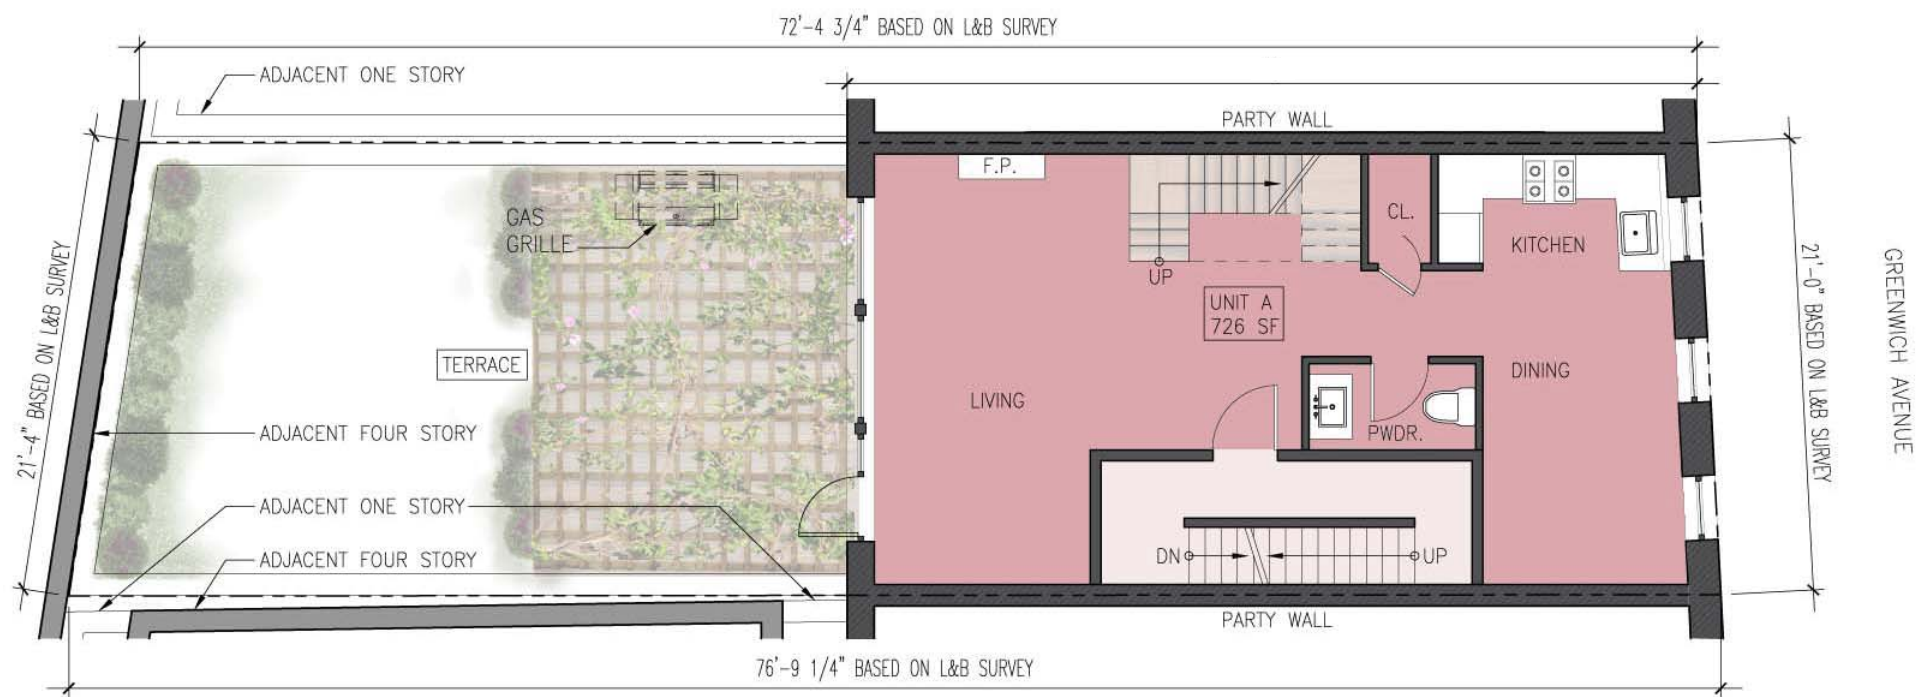 72'-4 3/4" BASED ON L&B SURVEY
ADJACENT ONE STORY
PARTY WALL
F.P.
GAS
GRILLE
CL.
KITCHEN
UP
UNIT A
726 SF
TERRACE
LIVING
DINING
PWDR.
21'-4" BASED ON L&B SURVEY
21'-0" BASED ON L&B SURVEY
GREENWICH AVENUE
ADJACENT FOUR STORY
ADJACENT ONE STORY
ADJACENT FOUR STORY
DN
UP
PARTY WALL
76'-9 1/4" BASED ON L&B SURVEY